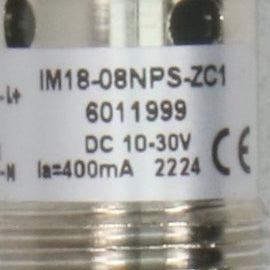 IM18-08NPS-ZC1
L+
6011999
DC 10-30V
CE
-M
Ia=400mA 2224